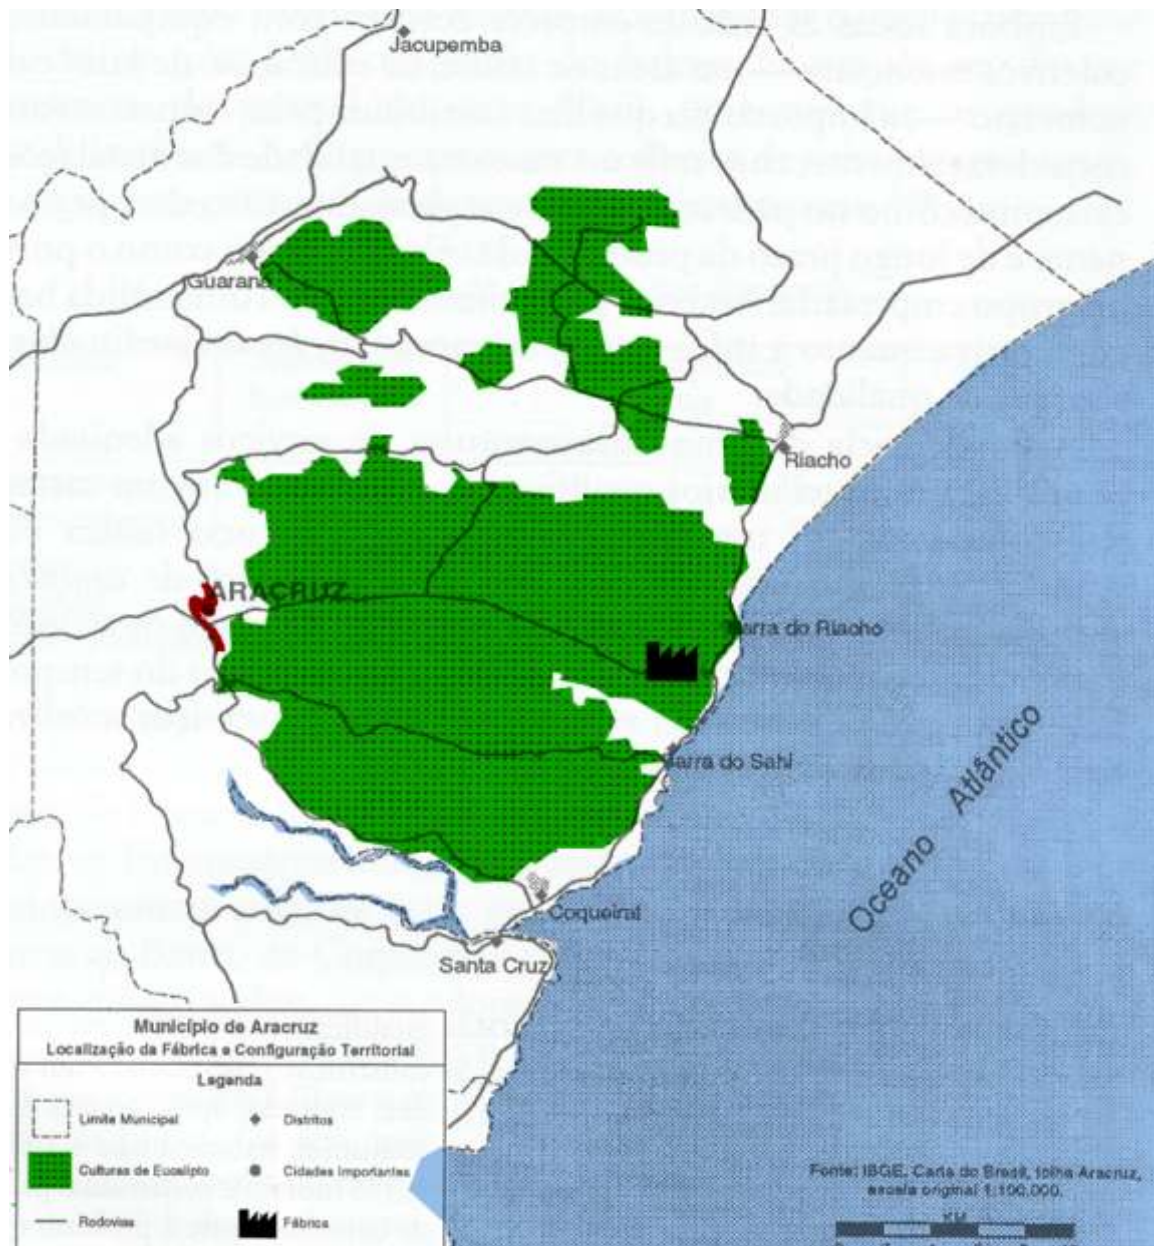 Jacupemba
Guaraná
Riacho
ARACRUZ
Barra do Riacho
Barra do Sahí
Oceano Atlântico
Coqueiral
Santa Cruz
Município de Aracruz
Localização da Fábrica e Configuração Territorial
Legenda
Limite Municipal
Distritos
Culturas de Eucalipto
Cidades Importantes
Rodovias
Fábrica
Fonte: IBGE. Carta do Brasil, folha Aracruz,
escala original 1:100.000.
KM